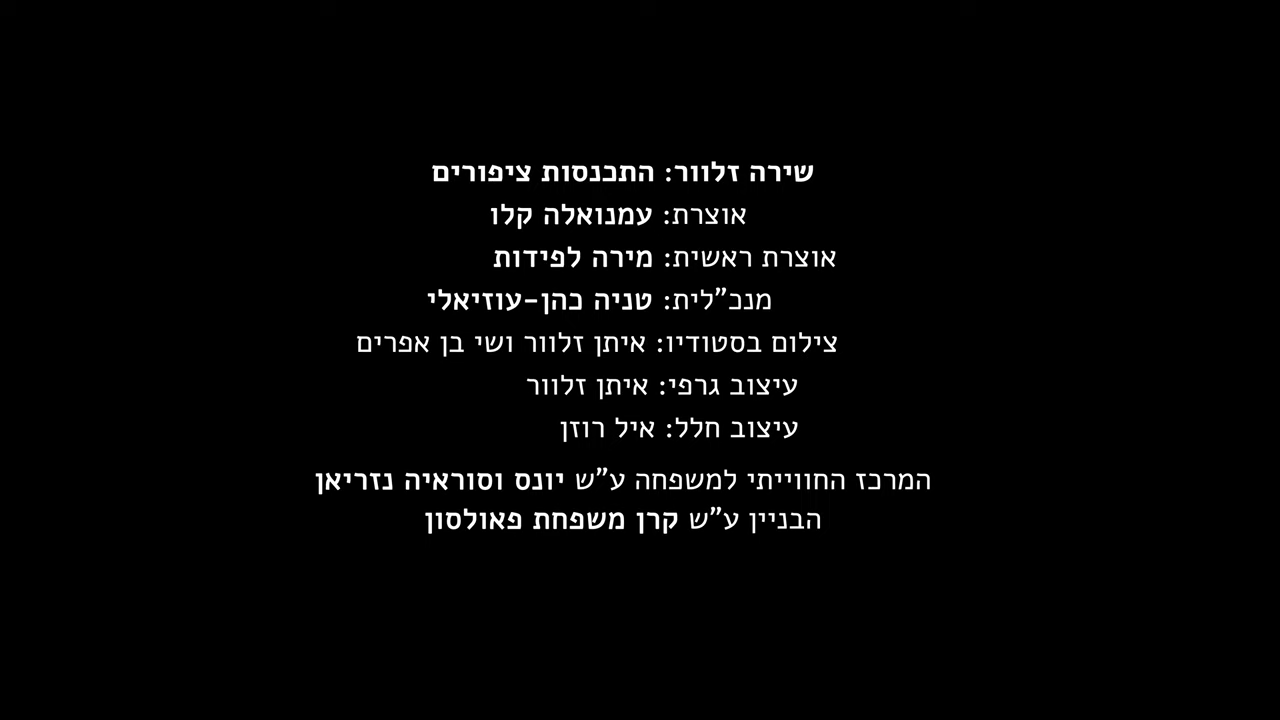 שירה זלוור: התכנסות ציפורים
אוצרת: עמנואלה קלו
אוצרת ראשית: מירה לפידות
מנכ"לית: טניה כהן-עוזיאלי
צילום בסטודיו: איתן זלוור ושי בן אפרים
עיצוב גרפי: איתן זלוור
עיצוב חלל: איל רוזן
המרכז החווייתי למשפחה ע"ש יונס וסוראיה נזריאן
הבניין ע"ש קרן משפחת פאולסון